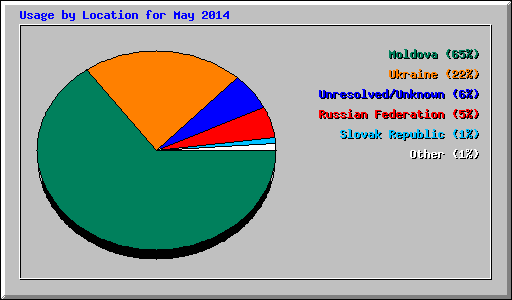 Usage by Location for May 2014
Moldova (65%)
Ukraine (22%)
Unresolved/Unknown (6%)
Russian Federation (5%)
Slovak Republic (1%)
Other (1%)